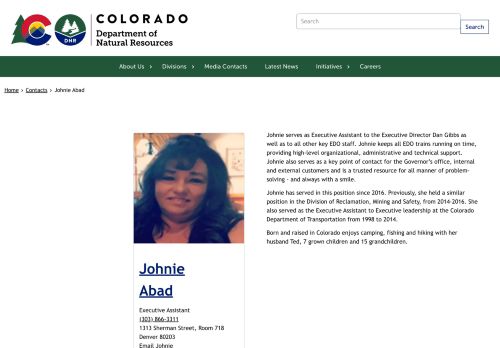 COLORADO
Department of
Natural Resources
CO
DNR
Search
Search
About Us
Divisions
Media Contacts
Latest News
Initiatives
Careers
Home › Contacts › Johnie Abad
Johnie
Abad
Executive Assistant
(303) 866-3311
1313 Sherman Street, Room 718
Denver 80203
Email Johnie
Johnie serves as Executive Assistant to the Executive Director Dan Gibbs as
well as to all other key EDO staff. Johnie keeps all EDO trains running on time,
providing high-level organizational, administrative and technical support.
Johnie also serves as a key point of contact for the Governor's office, internal
and external customers and is a trusted resource for all manner of problem-
solving - and always with a smile.
Johnie has served in this position since 2016. Previously, she held a similar
position in the Division of Reclamation, Mining and Safety, from 2014-2016. She
also served as the Executive Assistant to Executive leadership at the Colorado
Department of Transportation from 1998 to 2014.
Born and raised in Colorado enjoys camping, fishing and hiking with her
husband Ted, 7 grown children and 15 grandchildren.